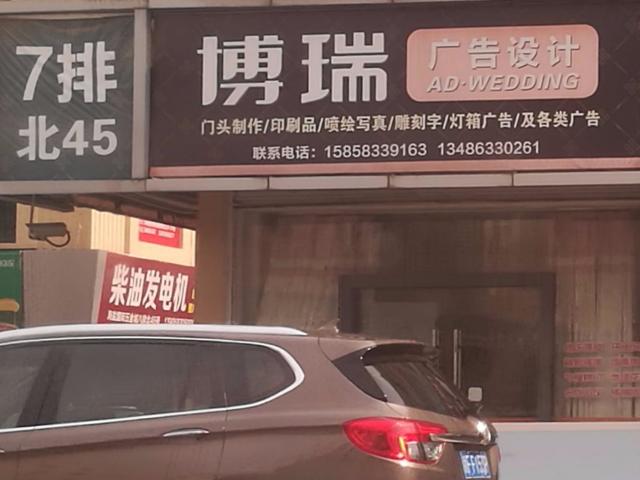 7排
北45
博瑞
广告设计
AD·WEDDING
门头制作/印刷品/喷绘写真/雕刻字/灯箱广告/及各类广告
联系电话：15858339163 13486330261
柴油发电机